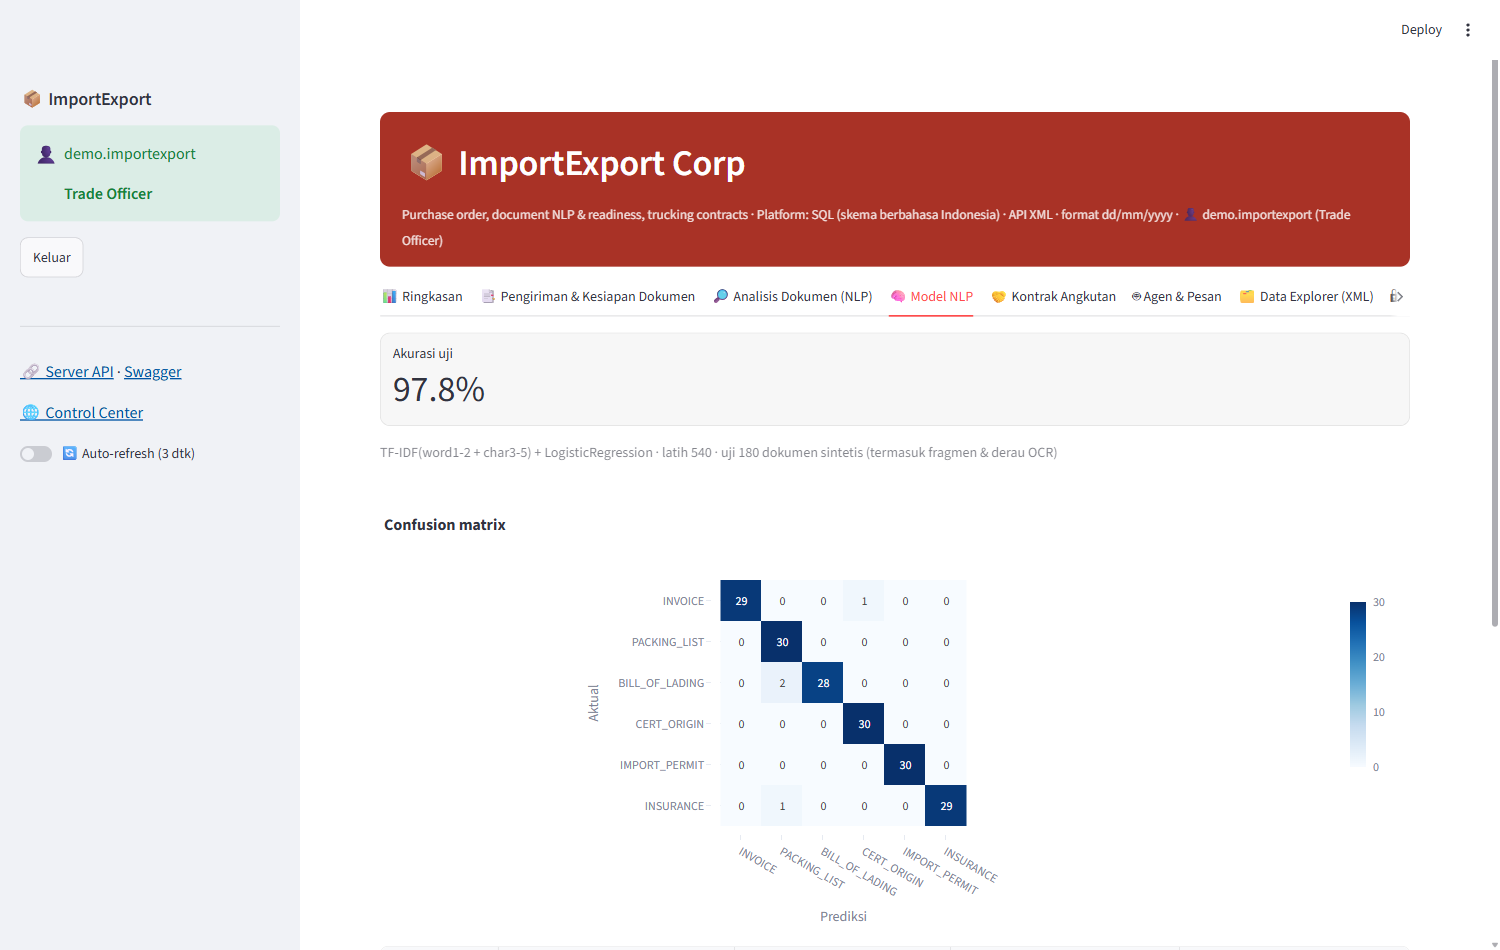 Deploy
ImportExport
demo.importexport
Trade Officer
Keluar
Server API · Swagger
Control Center
Auto-refresh (3 dtk)
ImportExport Corp
Purchase order, document NLP & readiness, trucking contracts · Platform: SQL (skema berbahasa Indonesia) · API XML · format dd/mm/yyyy · demo.importexport (Trade
Officer)
Ringkasan Pengiriman & Kesiapan Dokumen Analisis Dokumen (NLP) Model NLP Kontrak Angkutan Agen & Pesan Data Explorer (XML)
Akurasi uji
97.8%
TF-IDF(word1-2 + char3-5) + LogisticRegression · latih 540 · uji 180 dokumen sintetis (termasuk fragmen & derau OCR)
Confusion matrix
Aktual
INVOICE 29 0 0 1 0 0
PACKING_LIST 0 30 0 0 0 0
BILL_OF_LADING 0 2 28 0 0 0
CERT_ORIGIN 0 0 0 30 0 0
IMPORT_PERMIT 0 0 0 0 30 0
INSURANCE 0 1 0 0 0 29
INVOICE PACKING_LIST BILL_OF_LADING CERT_ORIGIN IMPORT_PERMIT INSURANCE
Prediksi
30
20
10
0